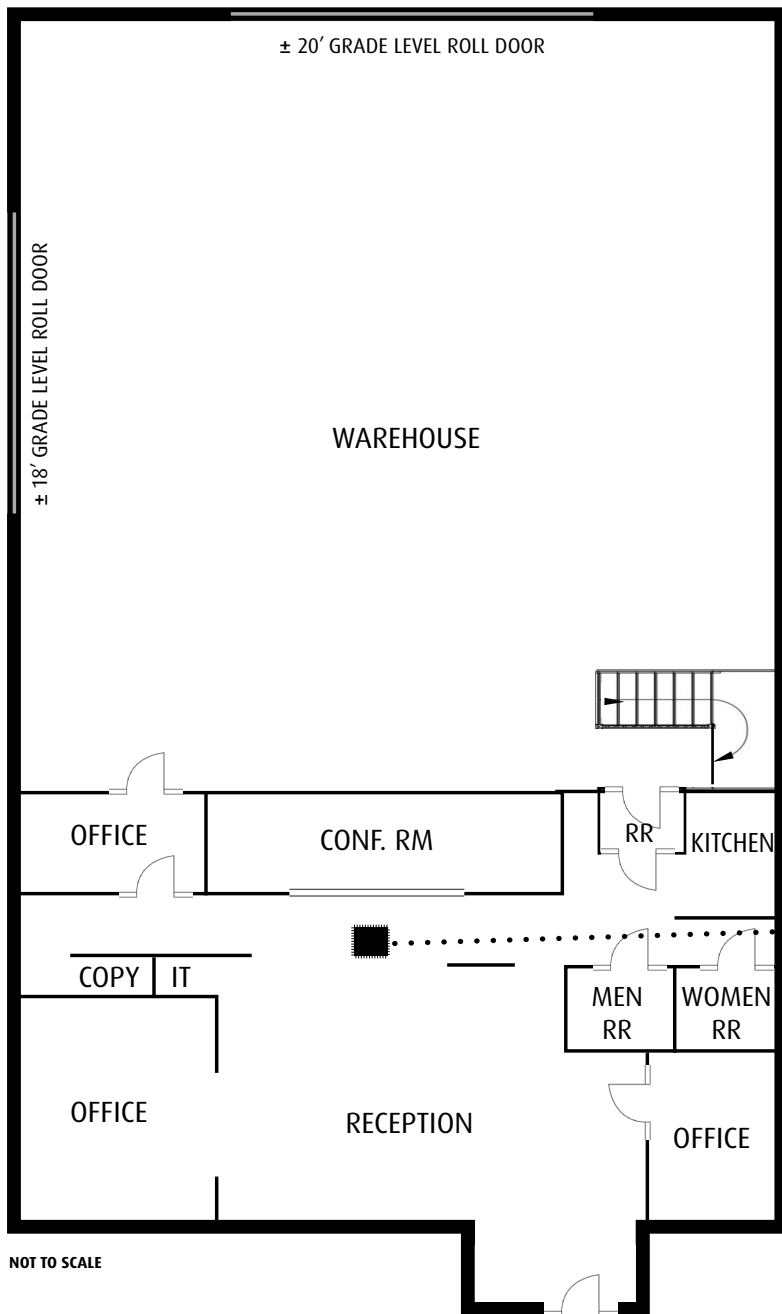 ± 20′ GRADE LEVEL ROLL DOOR
± 18′ GRADE LEVEL ROLL DOOR
WAREHOUSE
OFFICE
CONF. RM
RR
KITCHEN
COPY
IT
MEN
RR
WOMEN
RR
OFFICE
RECEPTION
OFFICE
NOT TO SCALE